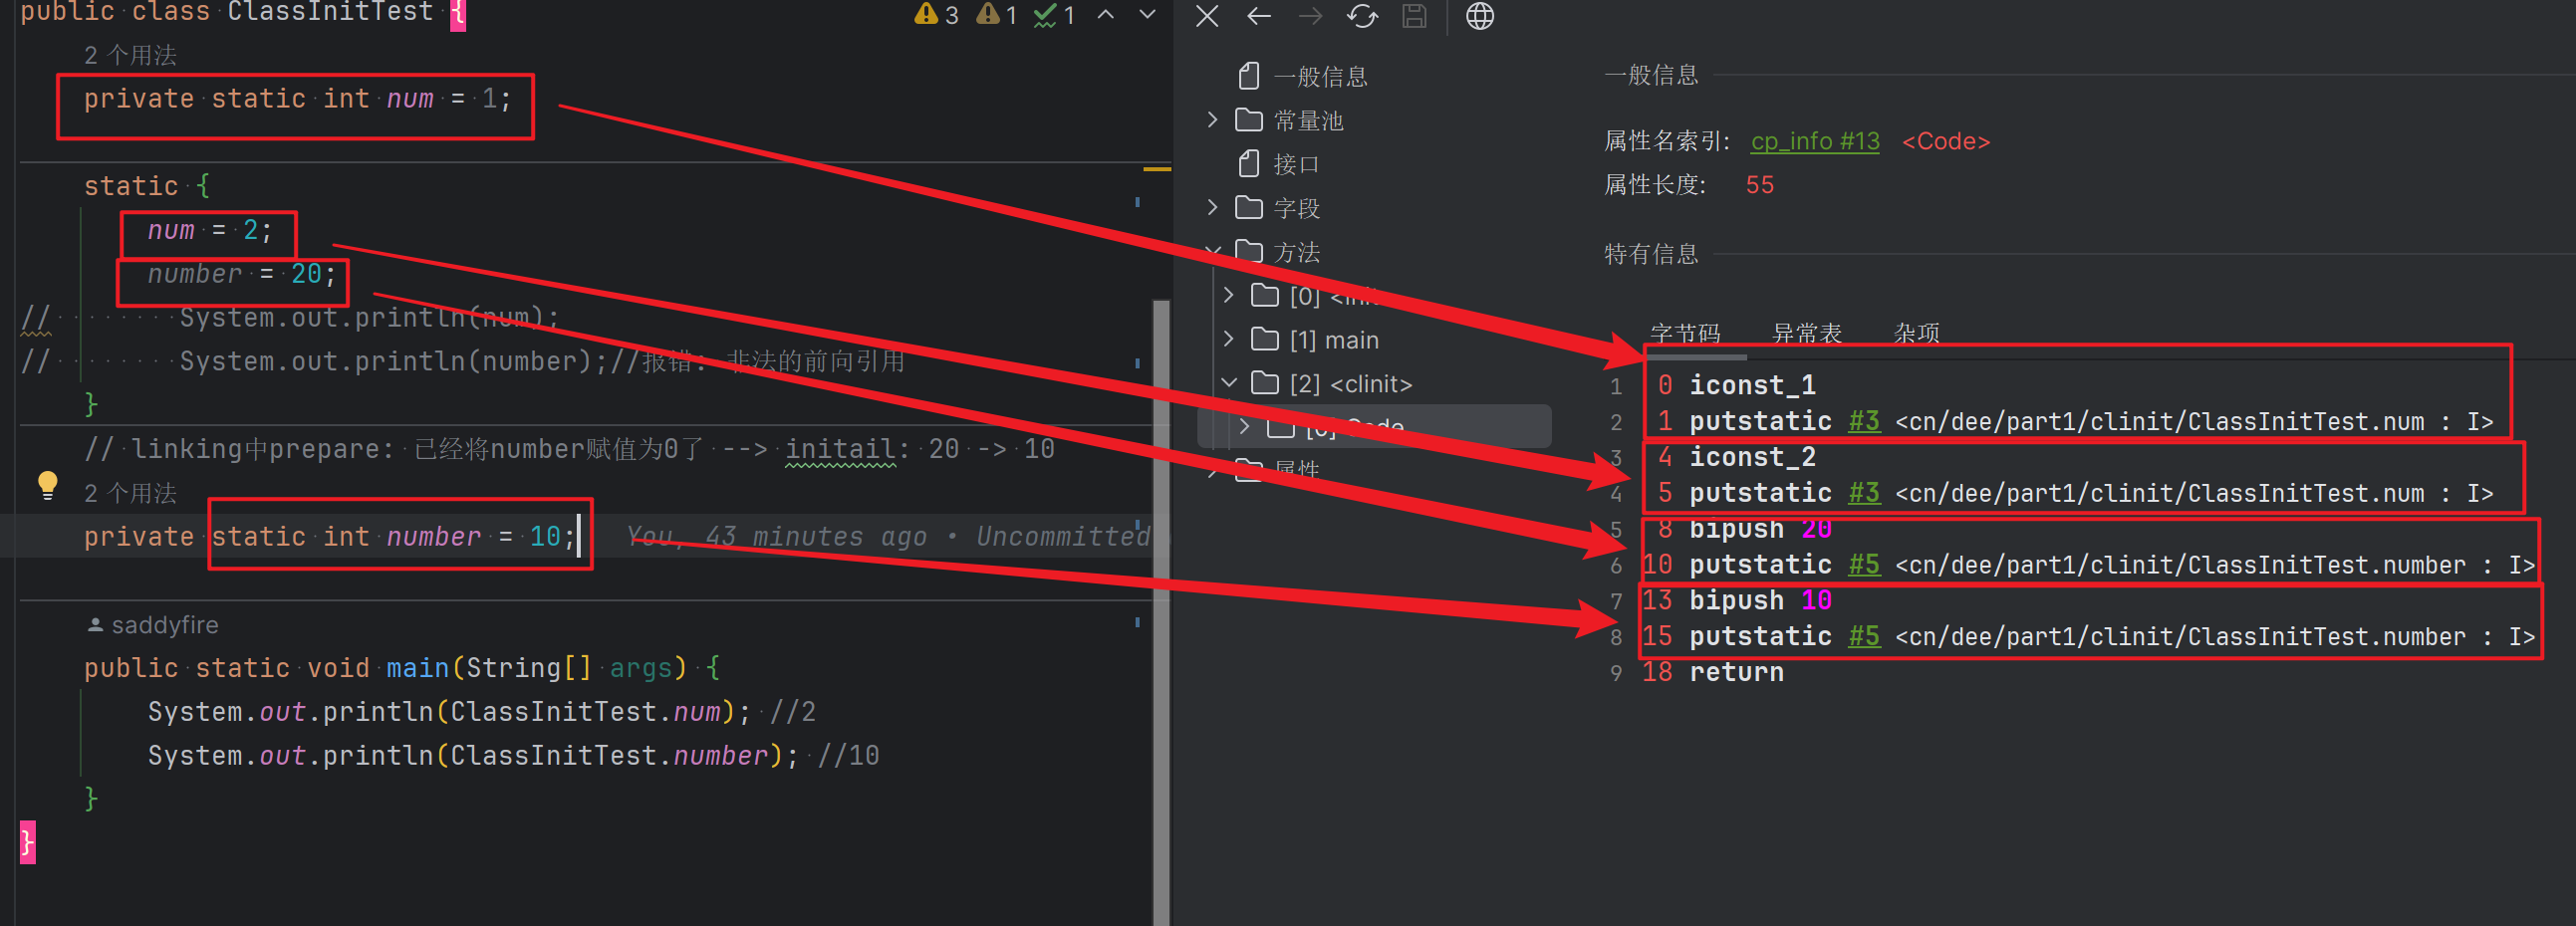 public class ClassInitTest {
3 1 1
2 个用法
private static int num = 1;
static {
num = 2;
number = 20;
// System.out.println(num);
// System.out.println(number);//报错: 非法的前向引用
}
// linking中prepare: 已经将number赋值为0了 --> initail: 20 -> 10
2 个用法
private static int number = 10; You, 43 minutes ago • Uncommitted
saddyfire
public static void main(String[] args) {
System.out.println(ClassInitTest.num); //2
System.out.println(ClassInitTest.number); //10
}
}
一般信息
常量池
接口
字段
方法
[0] <init
[1] main
[2] <clinit>
[0] Code
属性
一般信息
属性名索引: cp_info #13 <Code>
属性长度: 55
特有信息
字节码 异常表 杂项
1 0 iconst_1
2 1 putstatic #3 <cn/dee/part1/clinit/ClassInitTest.num : I>
3 4 iconst_2
4 5 putstatic #3 <cn/dee/part1/clinit/ClassInitTest.num : I>
5 8 bipush 20
6 10 putstatic #5 <cn/dee/part1/clinit/ClassInitTest.number : I>
7 13 bipush 10
8 15 putstatic #5 <cn/dee/part1/clinit/ClassInitTest.number : I>
9 18 return